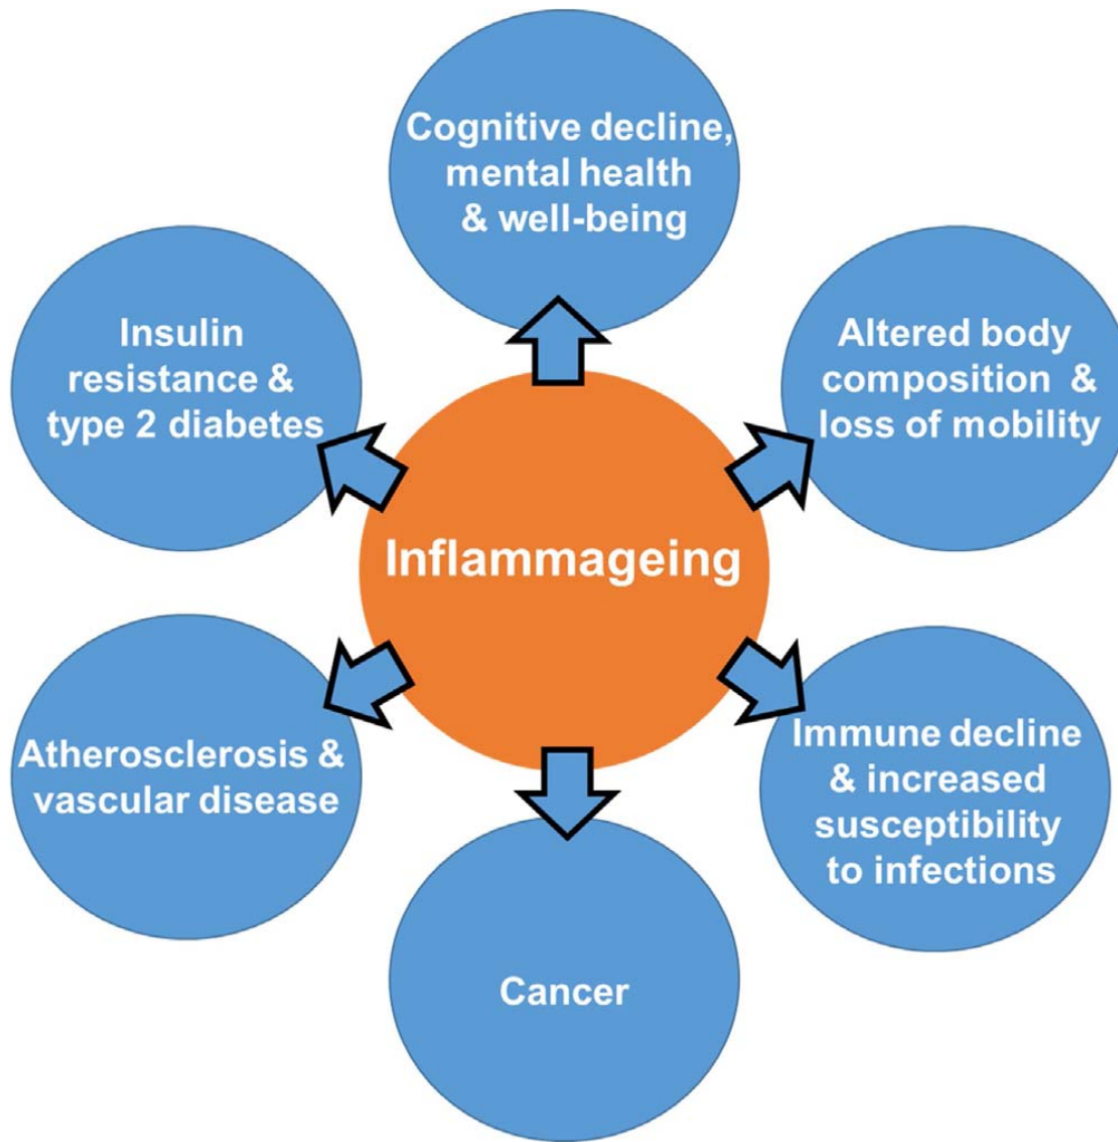 Cognitive decline,
mental health
& well-being
Insulin
resistance &
type 2 diabetes
Altered body
composition &
loss of mobility
Inflammageing
Atherosclerosis &
vascular disease
Immune decline
& increased
susceptibility
to infections
Cancer